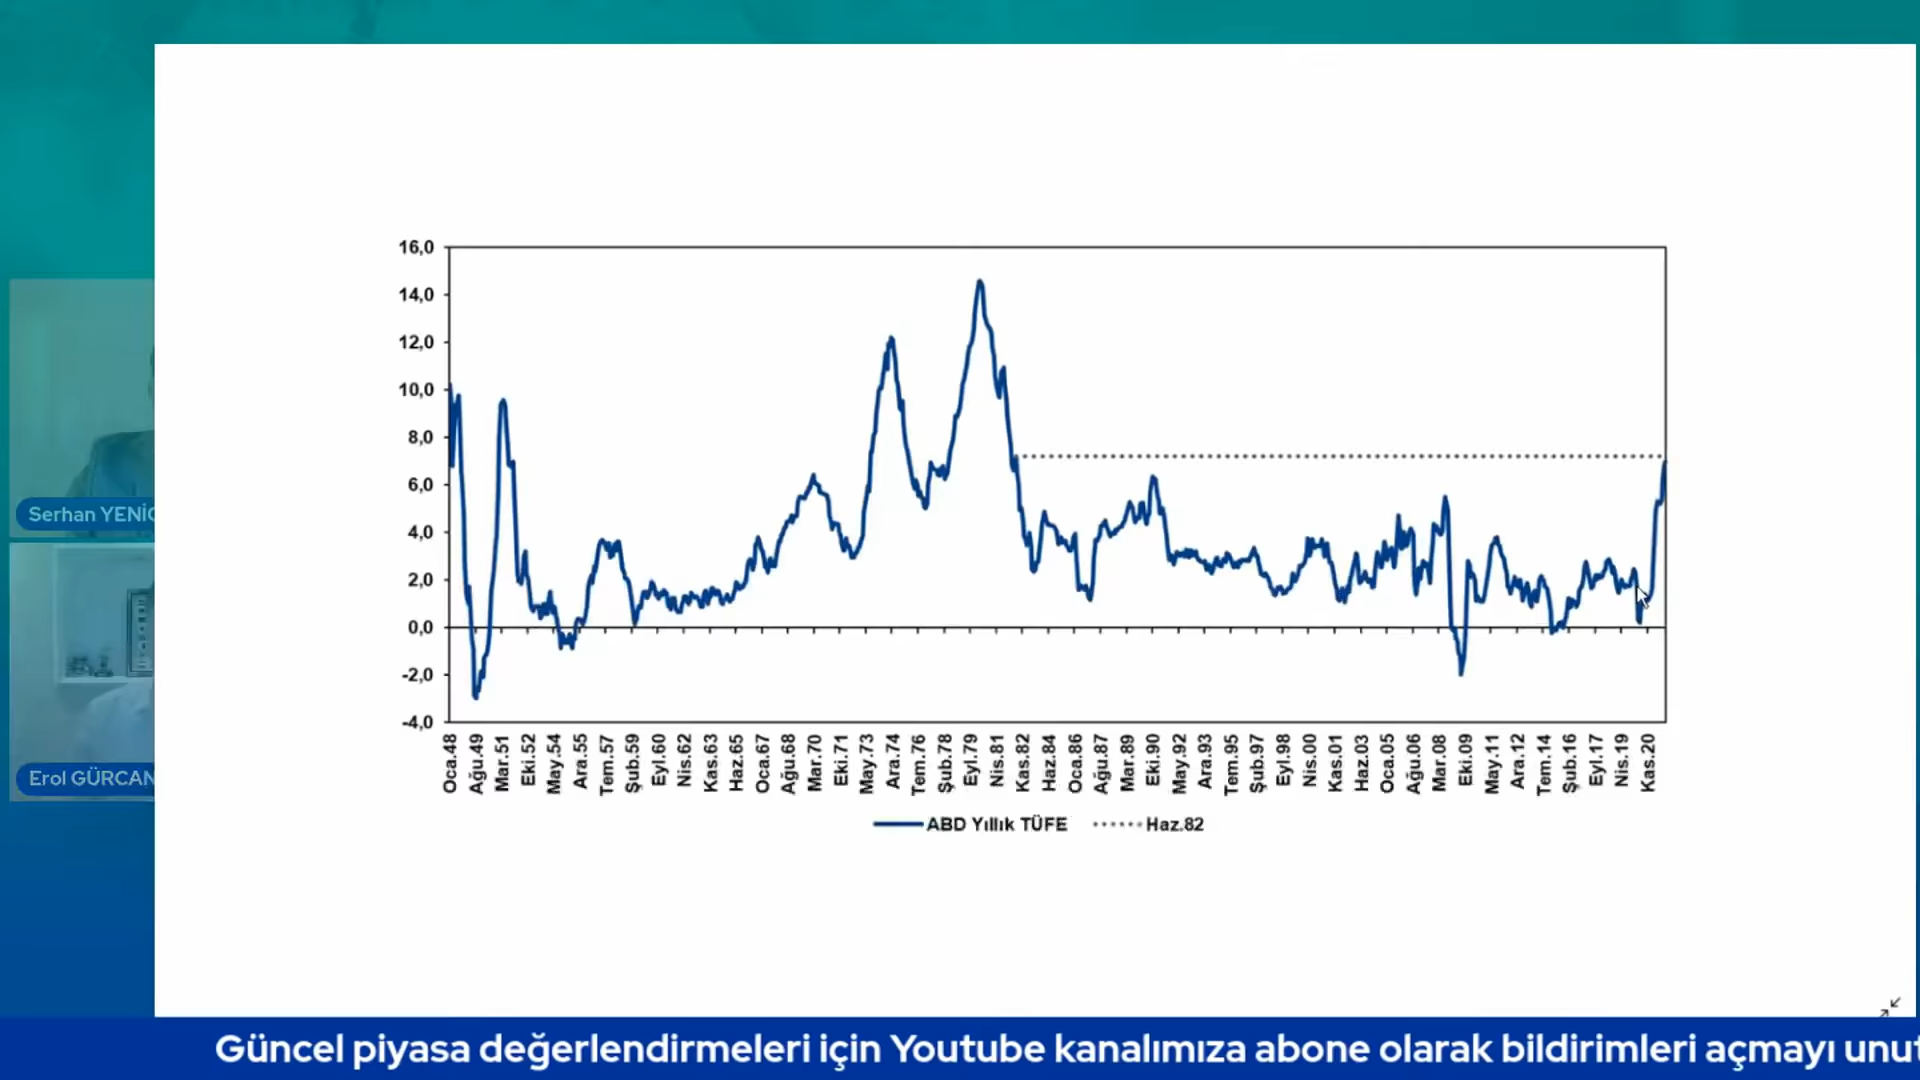 16,0
14,0
12,0
10,0
8,0
6,0
4,0
2,0
0,0
-2,0
-4,0
Oca.48
Ağu.49
Mar.51
Eki.52
May.54
Ara.55
Tem.57
Şub.59
Eyl.60
Nis.62
Kas.63
Haz.65
Oca.67
Ağu.68
Mar.70
Eki.71
May.73
Ara.74
Tem.76
Şub.78
Eyl.79
Nis.81
Kas.82
Haz.84
Oca.86
Ağu.87
Mar.89
Eki.90
May.92
Ara.93
Tem.95
Şub.97
Eyl.98
Nis.00
Kas.01
Haz.03
Oca.05
Ağu.06
Mar.08
Eki.09
May.11
Ara.12
Tem.14
Şub.16
Eyl.17
Nis.19
Kas.20
ABD Yıllık TÜFE
Haz.82
Serhan YENİ
Erol GÜRCAN
Güncel piyasa değerlendirmeleri için Youtube kanalımıza abone olarak bildirimleri açmayı unut